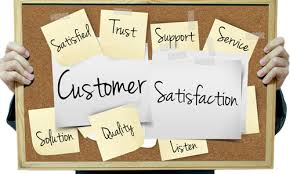 Satisfied
Trust
Support
Service
Customer
Satisfaction
Solution
Quality
Listen